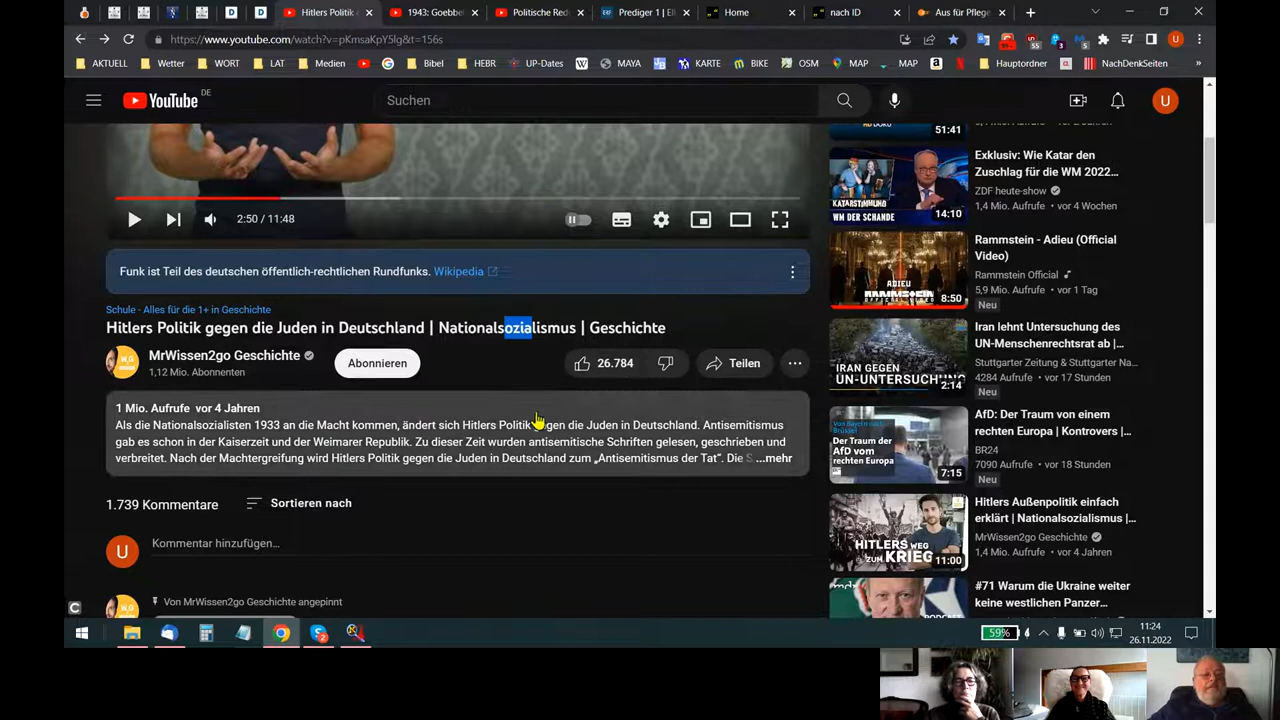 Hitlers Politik
1943: Goebbel
Politische Red
Prediger 1 | El
Home
nach ID
Aus für Pflege
https://www.youtube.com/watch?v=pKmsaKpY5lg&t=156s
AKTUELL
Wetter
WORT
LAT
Medien
Bibel
HEBR
UP-Dates
MAYA
KARTE
BIKE
OSM
MAP
MAP
Hauptordner
NachDenkSeiten
YouTube DE
Suchen
U
2:50 / 11:48
Funk ist Teil des deutschen öffentlich-rechtlichen Rundfunks. Wikipedia
Schule - Alles für die 1+ in Geschichte
Hitlers Politik gegen die Juden in Deutschland | Nationalsozialismus | Geschichte
MrWissen2go Geschichte
1,12 Mio. Abonnenten
Abonnieren
26.784
Teilen
1 Mio. Aufrufe vor 4 Jahren
Als die Nationalsozialisten 1933 an die Macht kommen, ändert sich Hitlers Politik gegen die Juden in Deutschland. Antisemitismus
gab es schon in der Kaiserzeit und der Weimarer Republik. Zu dieser Zeit wurden antisemitische Schriften gelesen, geschrieben und
verbreitet. Nach der Machtergreifung wird Hitlers Politik gegen die Juden in Deutschland zum „Antisemitismus der Tat“. Die S ...mehr
1.739 Kommentare
Sortieren nach
U
Kommentar hinzufügen...
Von MrWissen2go Geschichte angepinnt
51:41
Exklusiv: Wie Katar den
Zuschlag für die WM 2022...
ZDF heute-show
1,4 Mio. Aufrufe • vor 4 Wochen
WM DER SCHANDE
14:10
Rammstein - Adieu (Official
Video)
Rammstein Official
5,9 Mio. Aufrufe • vor 1 Tag
Neu
ADIEU
8:50
Iran lehnt Untersuchung des
UN-Menschenrechtsrat ab |...
Stuttgarter Zeitung & Stuttgarter Na...
4284 Aufrufe • vor 17 Stunden
Neu
IRAN GEGEN
UN-UNTERSUCHUNG
2:14
AfD: Der Traum von einem
rechten Europa | Kontrovers |...
BR24
7090 Aufrufe • vor 18 Stunden
Neu
Von Bayern nach
Brüssel:
Der Traum der
AfD vom
rechten Europa
7:15
Hitlers Außenpolitik einfach
erklärt | Nationalsozialismus |...
MrWissen2go Geschichte
1,4 Mio. Aufrufe • vor 4 Jahren
HITLERS WEG
ZUM KRIEG
11:00
#71 Warum die Ukraine weiter
keine westlichen Panzer...
PODCAST
59%
11:24
26.11.2022